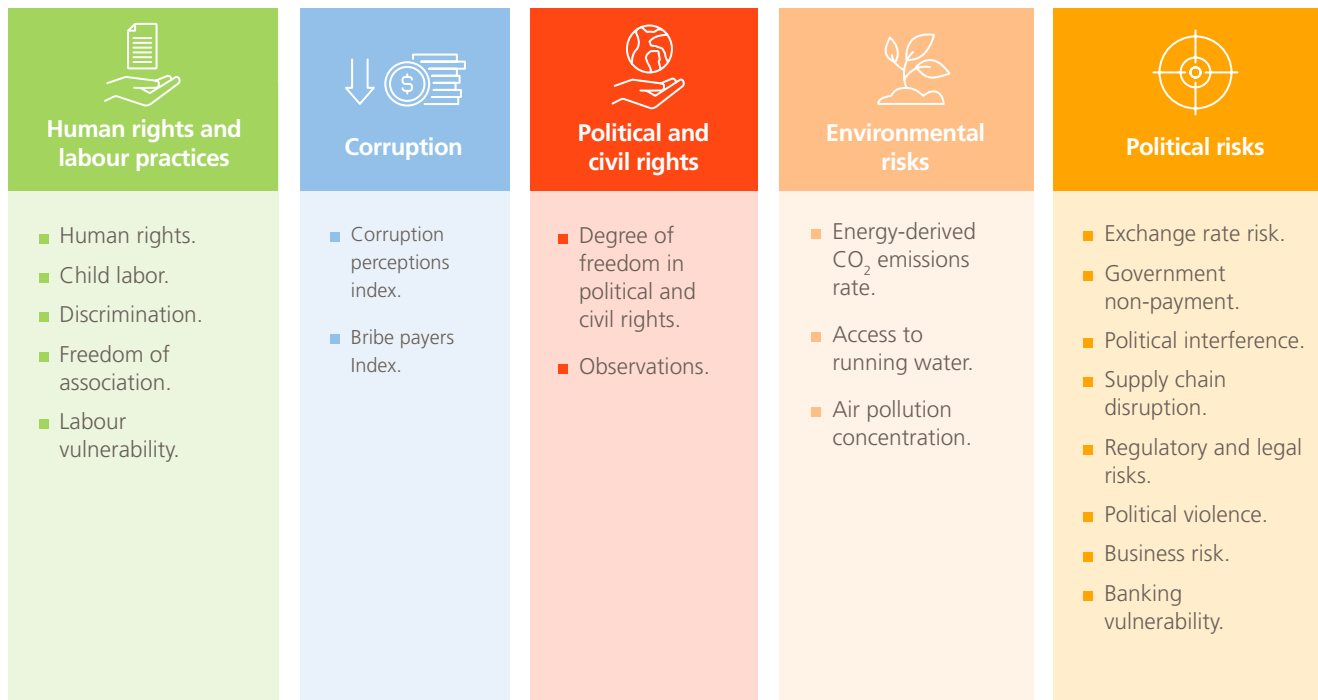 Human rights and
labour practices
Human rights.
Child labor.
Discrimination.
Freedom of
association.
Labour
vulnerability.
$
Corruption
Corruption
perceptions
index.
Bribe payers
Index.
Political and
civil rights
Degree of
freedom in
political and
civil rights.
Observations.
Environmental
risks
Energy-derived
CO₂ emissions
rate.
Access to
running water.
Air pollution
concentration.
Political risks
Exchange rate risk.
Government
non-payment.
Political interference.
Supply chain
disruption.
Regulatory and legal
risks.
Political violence.
Business risk.
Banking
vulnerability.